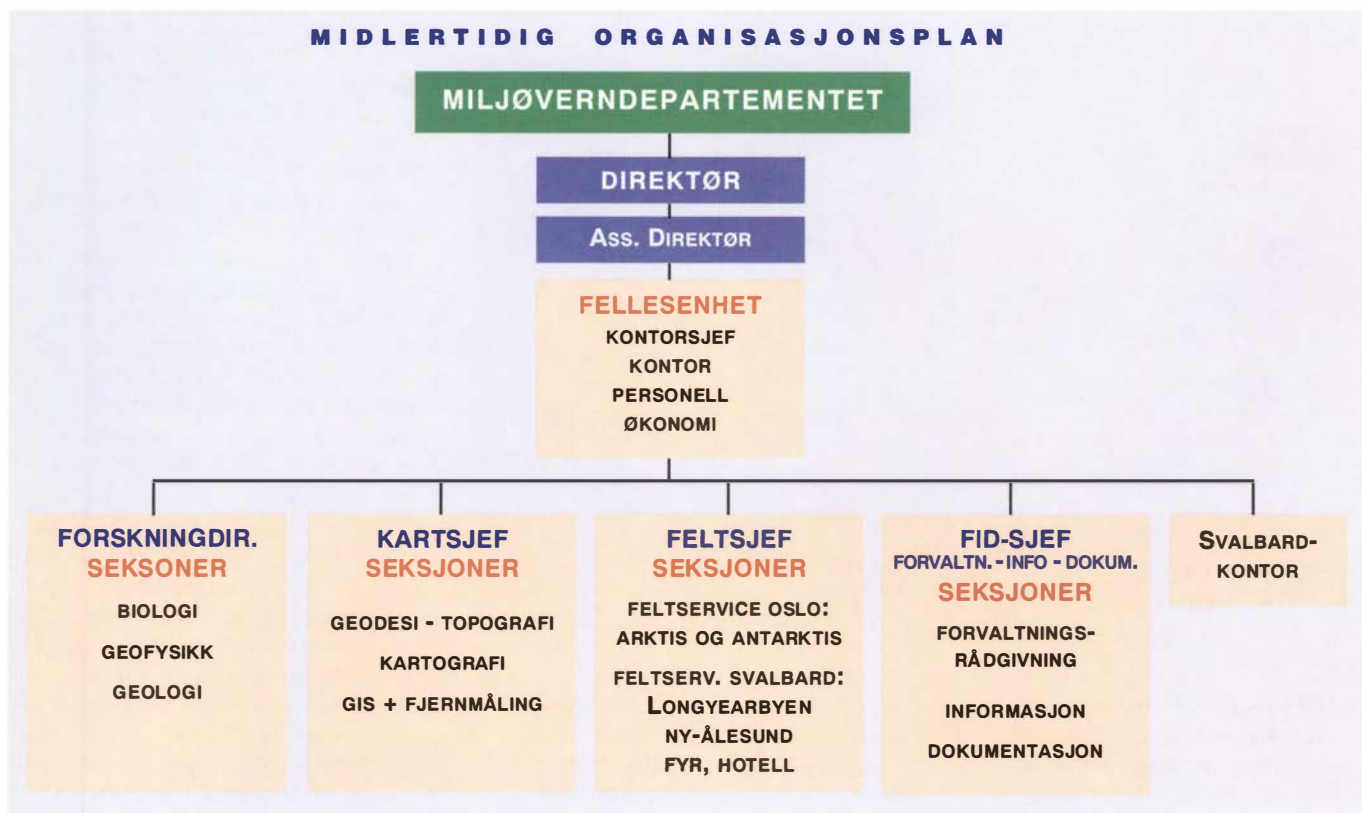 MIDLERTIDIG ORGANISASJONSPLAN
MILJØVERNDEPARTEMENTET
DIREKTØR
ASS. DIREKTØR
FELLESENHET
KONTORSJEF
KONTOR
PERSONELL
ØKONOMI
FORSKNINGDIR.
SEKSONER
BIOLOGI
GEOFYSIKK
GEOLOGI
KARTSJEF
SEKSJONER
GEODESI - TOPOGRAFI
KARTOGRAFI
GIS + FJERNMÅLING
FELTSJEF
SEKSJONER
FELTSERVICE OSLO:
ARKTIS OG ANTARKTIS
FELTSERV. SVALBARD:
LONGYEARBYEN
NY-ÅLESUND
FYR, HOTELL
FID-SJEF
FORVALTN. - INFO - DOKUM.
SEKSJONER
FORVALTNINGS-
RÅDGIVNING
INFORMASJON
DOKUMENTASJON
SVALBARD-
KONTOR